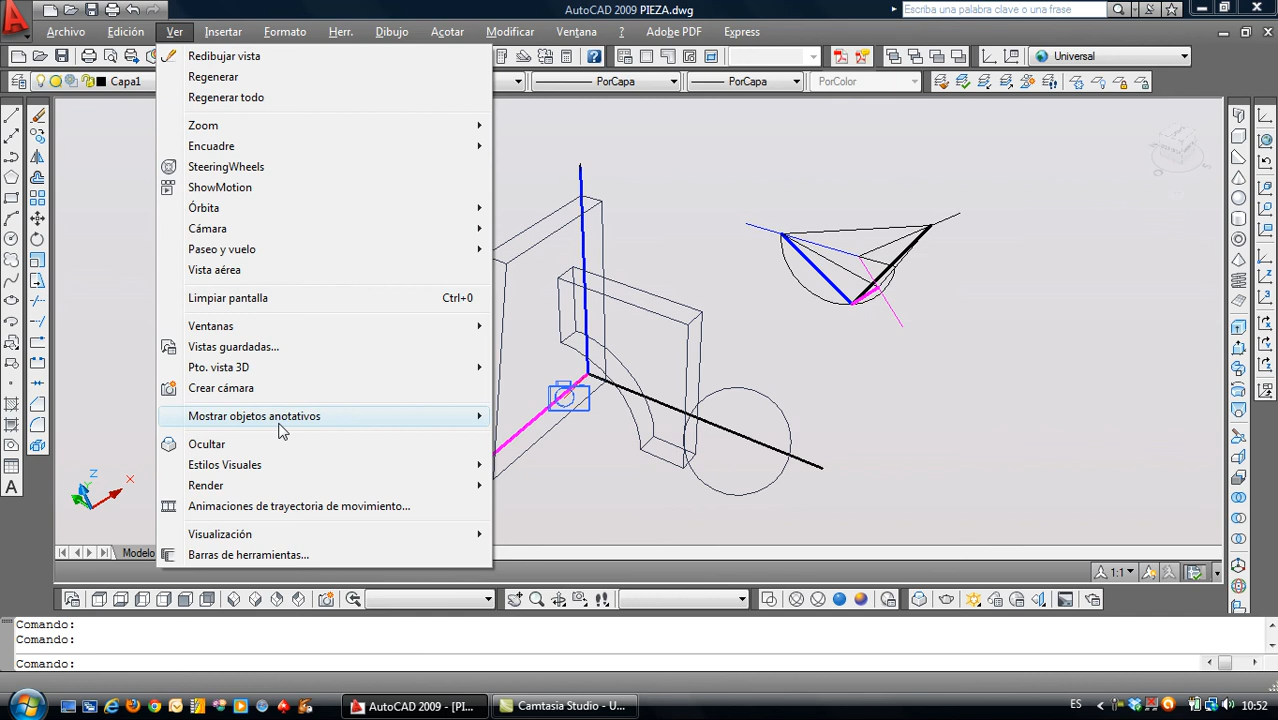 AutoCAD 2009 PIEZA.dwg
Escriba una palabra clave o una frase
Archivo Edición Ver Insertar Formato Herr. Dibujo Acotar Modificar Ventana ? Adobe PDF Express
Universal
Capa1
PorCapa
PorCapa
PorColor
Redibujar vista
Regenerar
Regenerar todo
Zoom
Encuadre
SteeringWheels
ShowMotion
Órbita
Cámara
Paseo y vuelo
Vista aérea
Limpiar pantalla Ctrl+0
Ventanas
Vistas guardadas...
Pto. vista 3D
Crear cámara
Mostrar objetos anotativos
Ocultar
Estilos Visuales
Render
Animaciones de trayectoria de movimiento...
Visualización
Barras de herramientas...
Z
X
A
Modelo
1:1
Comando:
Comando:
Comando:
AutoCAD 2009 - [PI...
Camtasia Studio - U...
ES
10:52